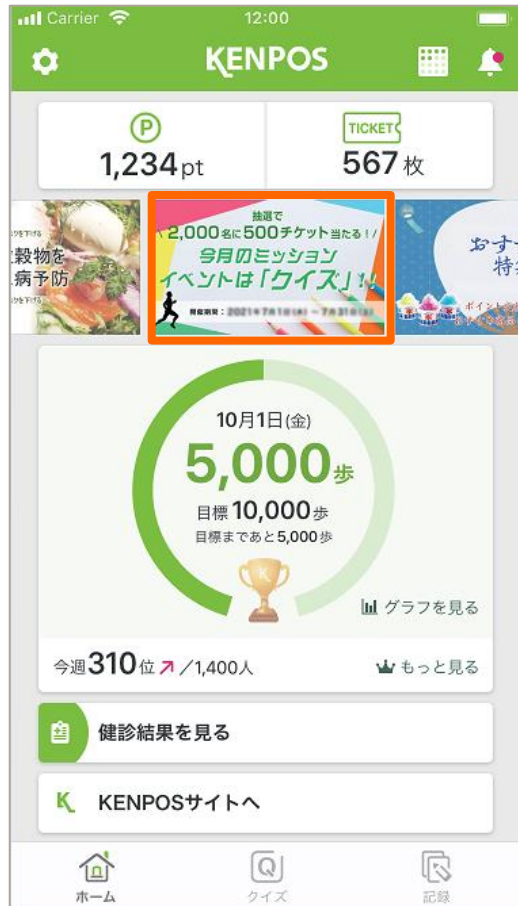 Carrier 12:00
KENPOS
P TICKET
1,234pt 567枚
抽選で
\2,000名に500チケット当たる!/
今月のミッション
イベントは「クイズ」!!
穀物を
病予防
おす
特
開催期間:
10月1日(金)
5,000歩
目標10,000歩
目標まであと5,000歩
K
グラフを見る
今週310位 /1,400人 もっと見る
健診結果を見る
K KENPOSサイトへ
Q
ホーム クイズ 記録